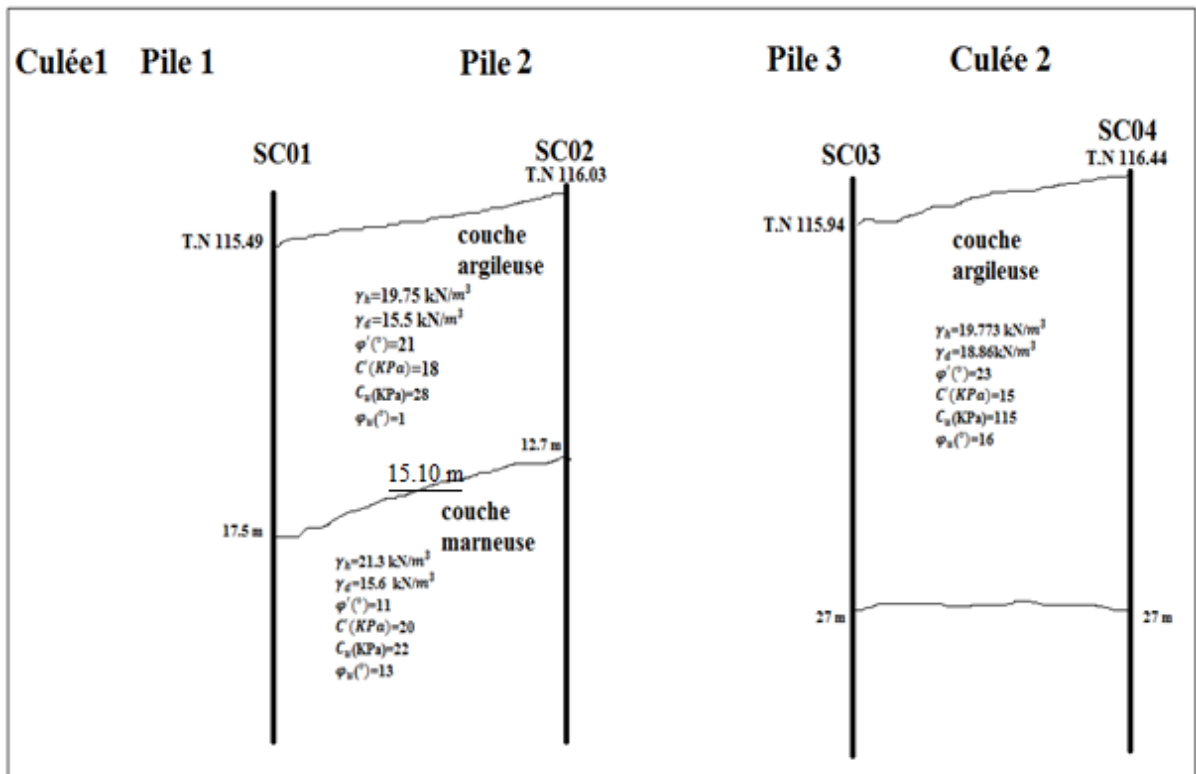 Culée1 Pile 1 Pile 2 Pile 3 Culée 2
SC01
SC02
T.N 116.03
T.N 115.49
couche
argileuse
γh=19.75 kN/m³
γd=15.5 kN/m³
φ'(°)=21
C'(KPa)=18
Cu(KPa)=28
φu(°)=1
12.7 m
15.10 m
17.5 m
couche
marneuse
γh=21.3 kN/m³
γd=15.6 kN/m³
φ'(°)=11
C'(KPa)=20
Cu(KPa)=22
φu(°)=13
SC03
SC04
T.N 116.44
T.N 115.94
couche
argileuse
γh=19.773 kN/m³
γd=18.86kN/m³
φ'(°)=23
C'(KPa)=15
Cu(KPa)=115
φu(°)=16
27 m
27 m